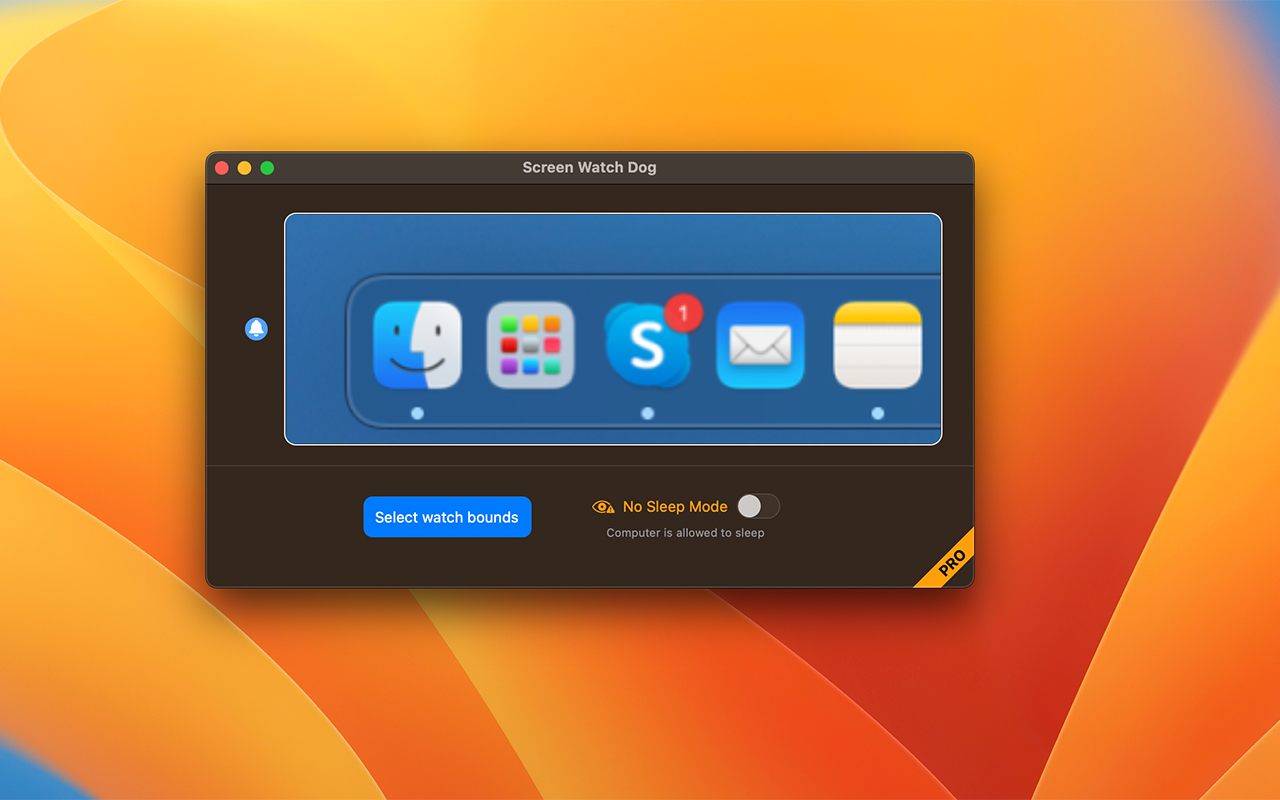 Screen Watch Dog
S
1
Select watch bounds
No Sleep Mode
Computer is allowed to sleep
PRO